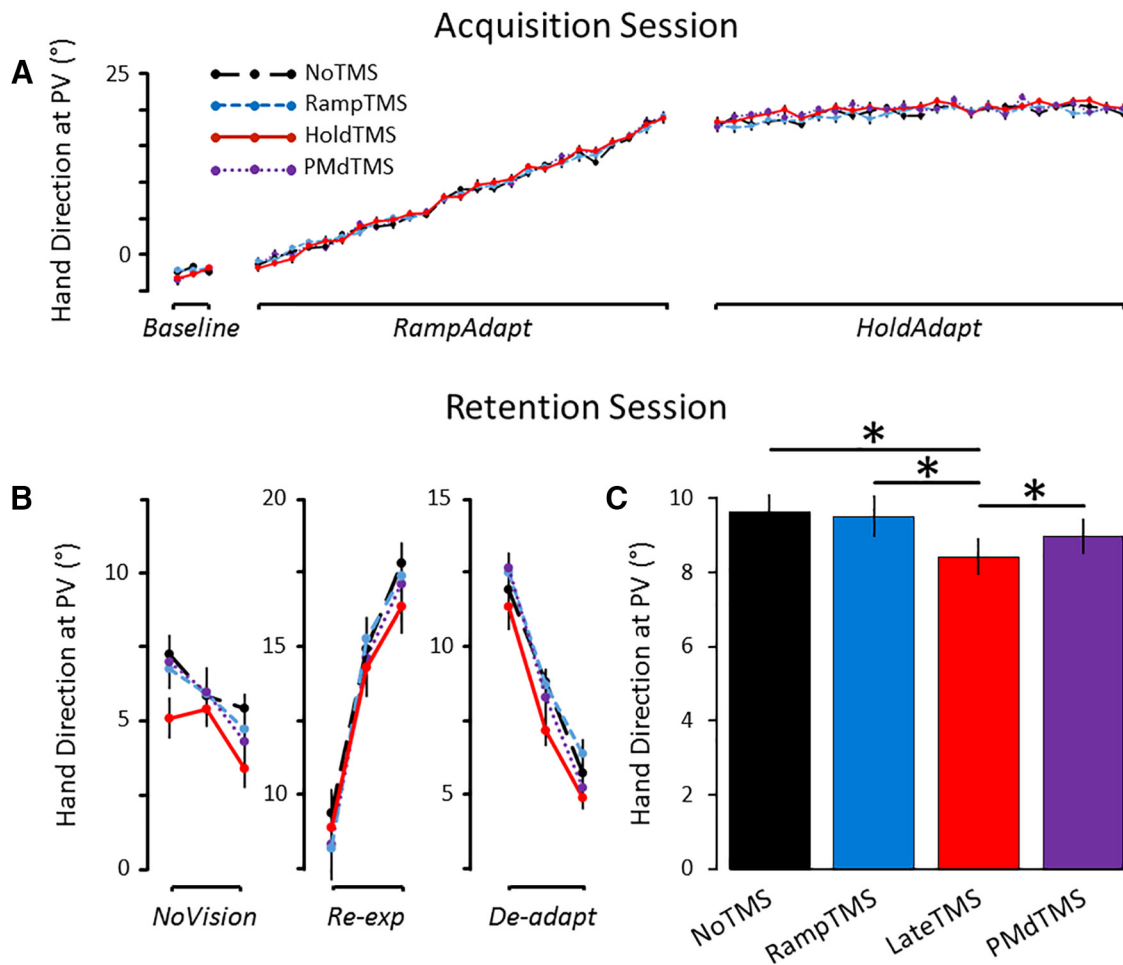 Acquisition Session
A
Hand Direction at PV (°)
25
0
NoTMS
RampTMS
HoldTMS
PMdTMS
Baseline
RampAdapt
HoldAdapt
Retention Session
B
Hand Direction at PV (°)
10
5
0
NoVision
20
15
10
Re-exp
15
10
5
De-adapt
C
Hand Direction at PV (°)
10
8
6
4
2
0
* * *
NoTMS
RampTMS
LateTMS
PMdTMS